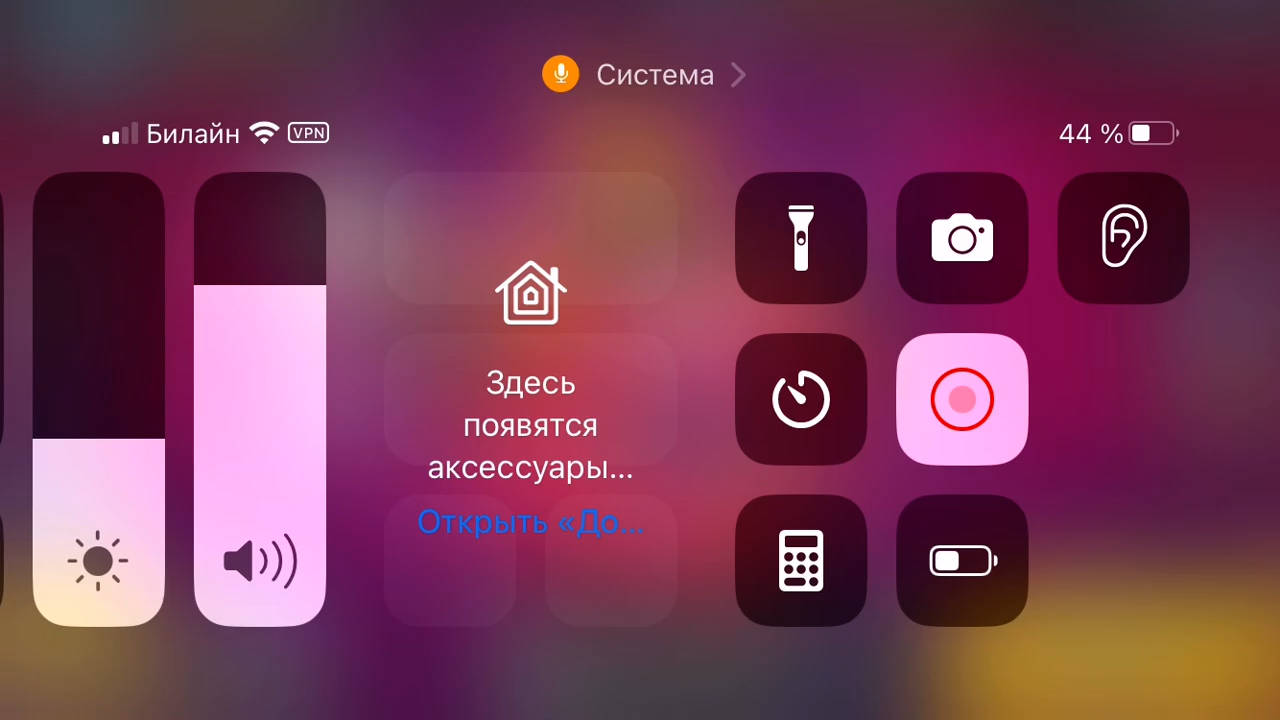 Система
Билайн VPN
44 %
Здесь
появятся
аксессуары...
Открыть «До...